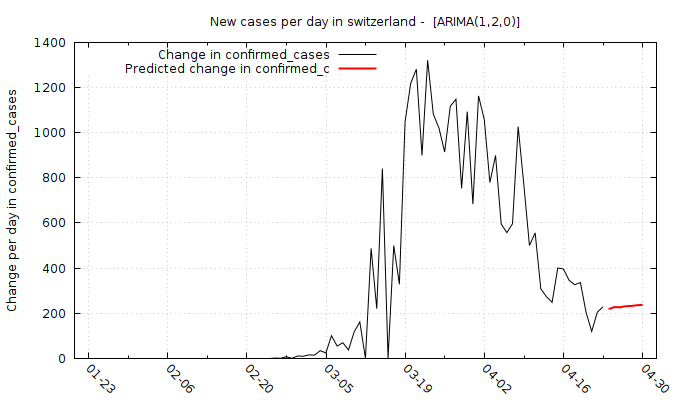 New cases per day in switzerland -  [ARIMA(1,2,0)]
Change in confirmed_cases
Predicted change in confirmed_c
Change per day in confirmed_cases
1400
1200
1000
800
600
400
200
0
01-23 02-06 02-20 03-05 03-19 04-02 04-16 04-30